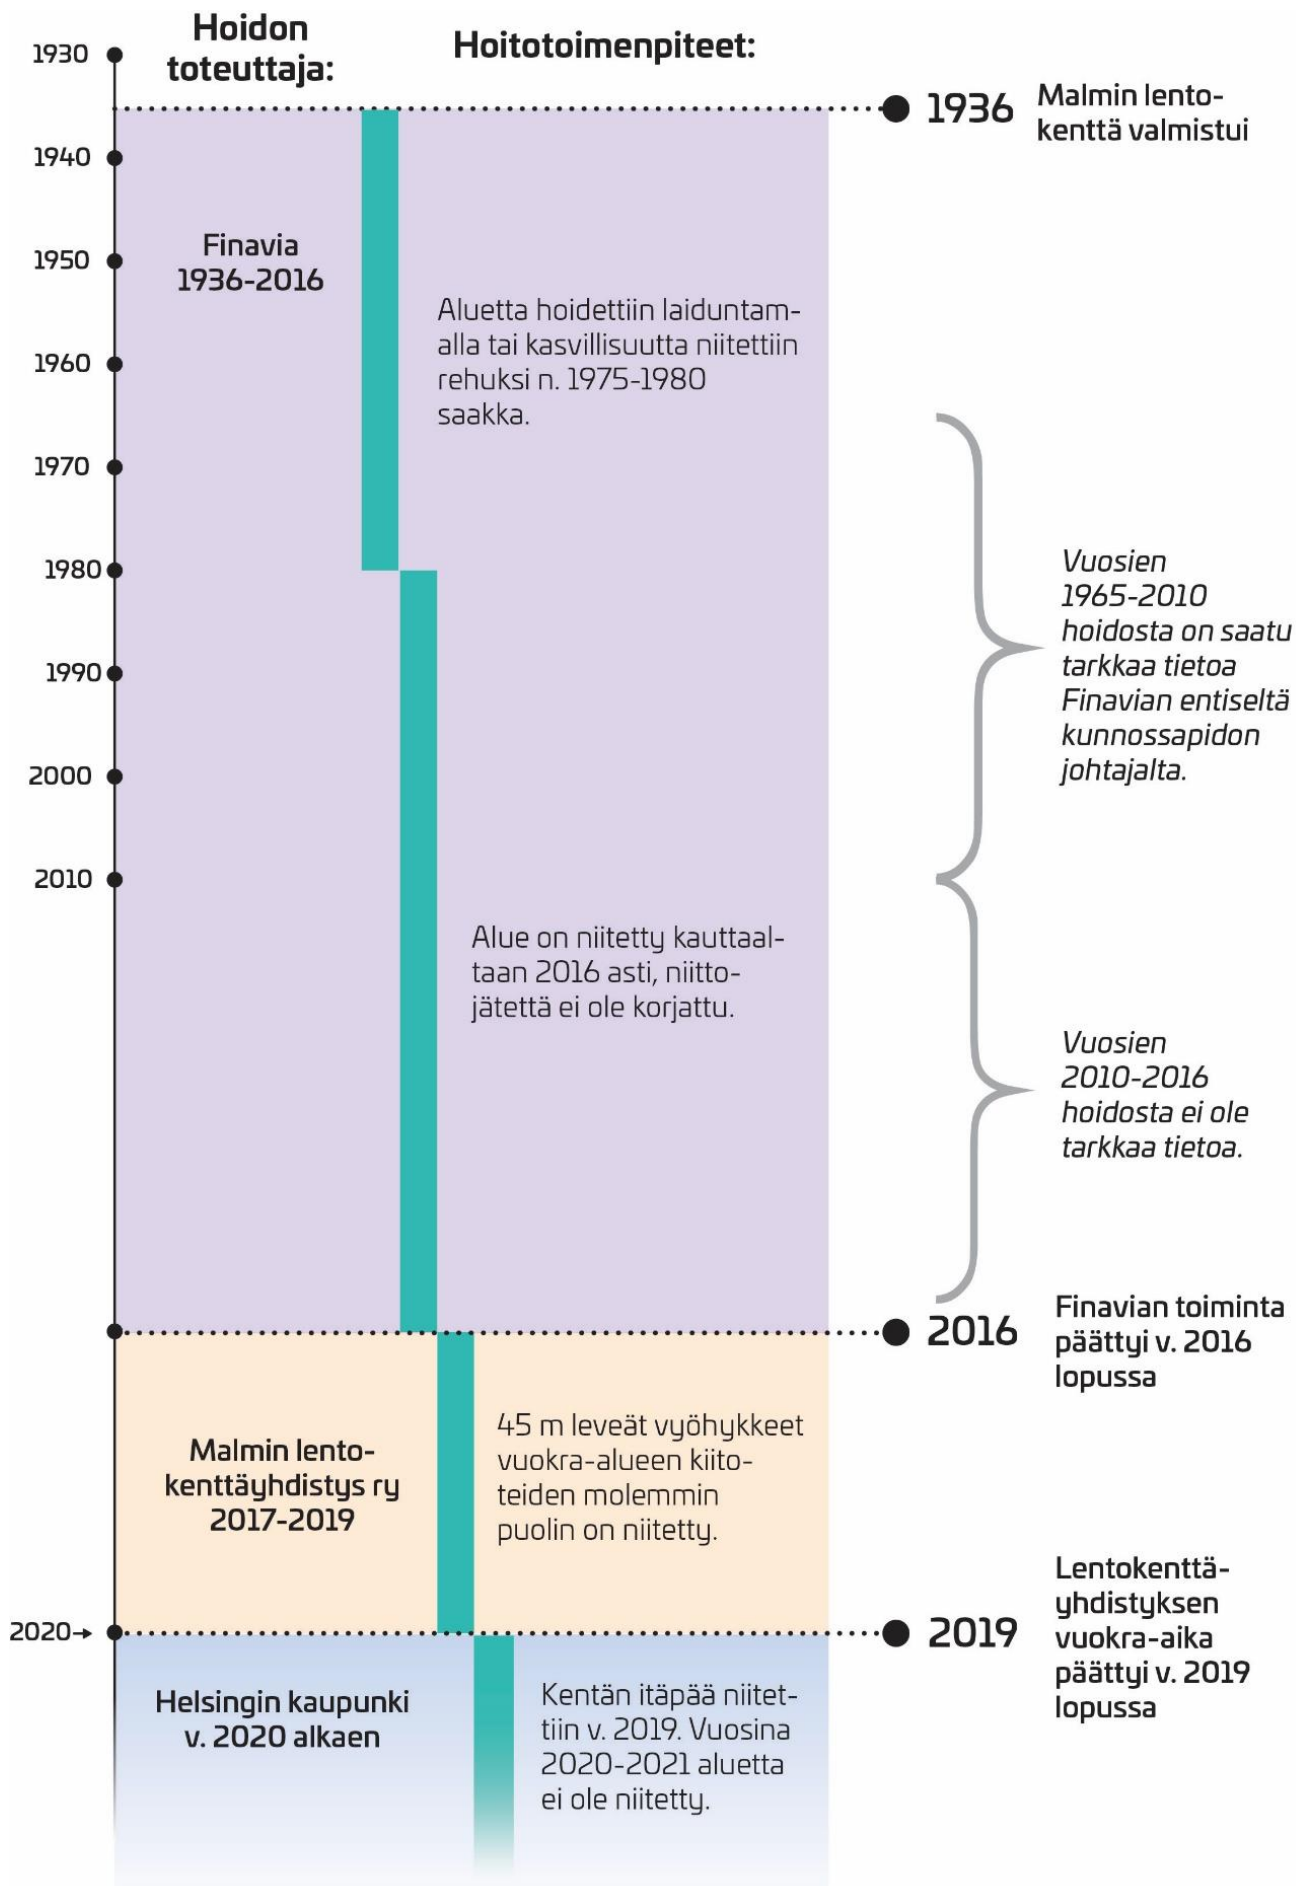 Hoidon
toteuttaja:
Hoitotoimenpiteet:
1930
1936
Malmin lento-
kenttä valmistui
1940
Finavia
1936-2016
1950
Aluetta hoidettiin laiduntam-
alla tai kasvillisuutta niitettiin
rehuksi n. 1975-1980
saakka.
1960
1970
1980
Vuosien
1965-2010
hoidosta on saatu
tarkkaa tietoa
Finavian entiseltä
kunnossapidon
johtajalta.
1990
2000
2010
Alue on niitetty kauttaal-
taan 2016 asti, niitto-
jätettä ei ole korjattu.
Vuosien
2010-2016
hoidosta ei ole
tarkkaa tietoa.
2016
Finavian toiminta
päättyi v. 2016
lopussa
Malmin lento-
kenttäyhdistys ry
2017-2019
45 m leveät vyöhykkeet
vuokra-alueen kiito-
teiden molemmin
puolin on niitetty.
2020
2019
Lentokenttä-
yhdistyksen
vuokra-aika
päättyi v. 2019
lopussa
Helsingin kaupunki
v. 2020 alkaen
Kentän itäpää niitet-
tiin v. 2019. Vuosina
2020-2021 aluetta
ei ole niitetty.